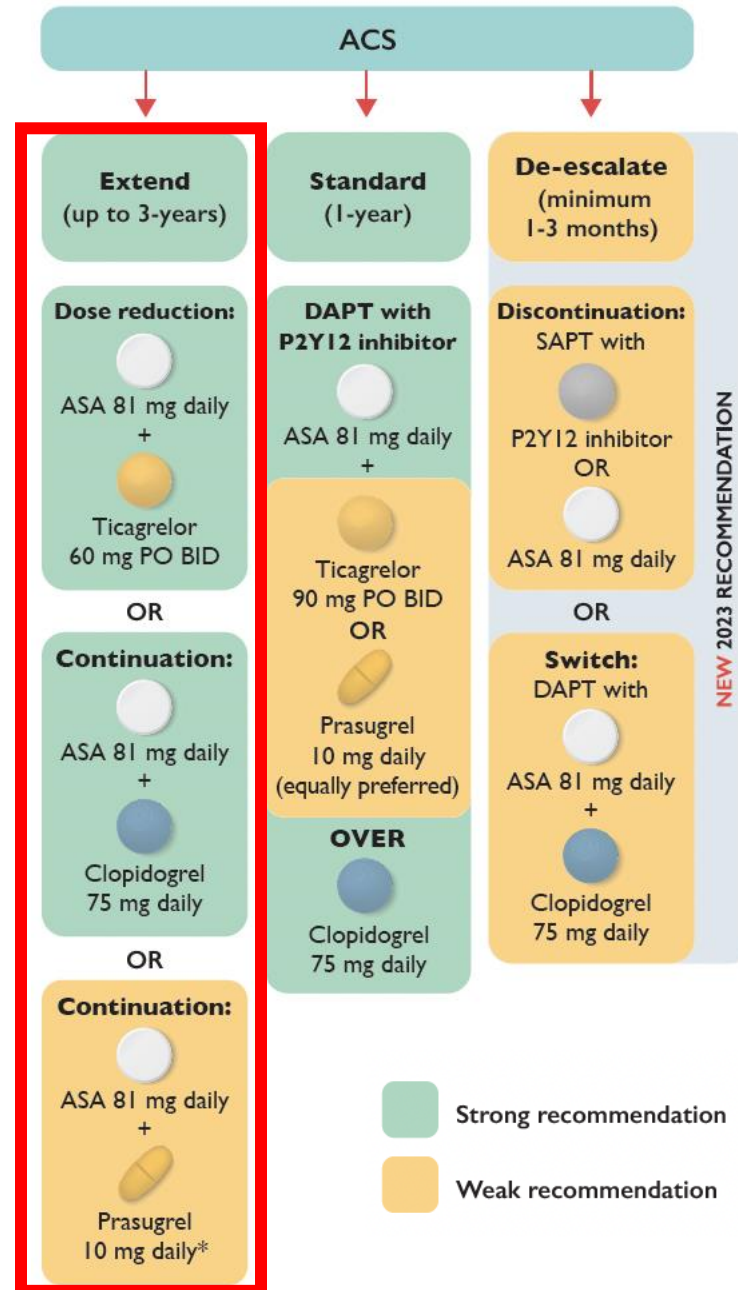 ACS
Extend
(up to 3-years)
Dose reduction:
ASA 81 mg daily
+
Ticagrelor
60 mg PO BID
OR
Continuation:
ASA 81 mg daily
+
Clopidogrel
75 mg daily
OR
Continuation:
ASA 81 mg daily
+
Prasugrel
10 mg daily*
Standard
(1-year)
DAPT with
P2Y12 inhibitor
ASA 81 mg daily
+
Ticagrelor
90 mg PO BID
OR
Prasugrel
10 mg daily
(equally preferred)
OVER
Clopidogrel
75 mg daily
De-escalate
(minimum
1-3 months)
Discontinuation:
SAPT with
P2Y12 inhibitor
OR
ASA 81 mg daily
OR
Switch:
DAPT with
ASA 81 mg daily
+
Clopidogrel
75 mg daily
NEW 2023 RECOMMENDATION
Strong recommendation
Weak recommendation